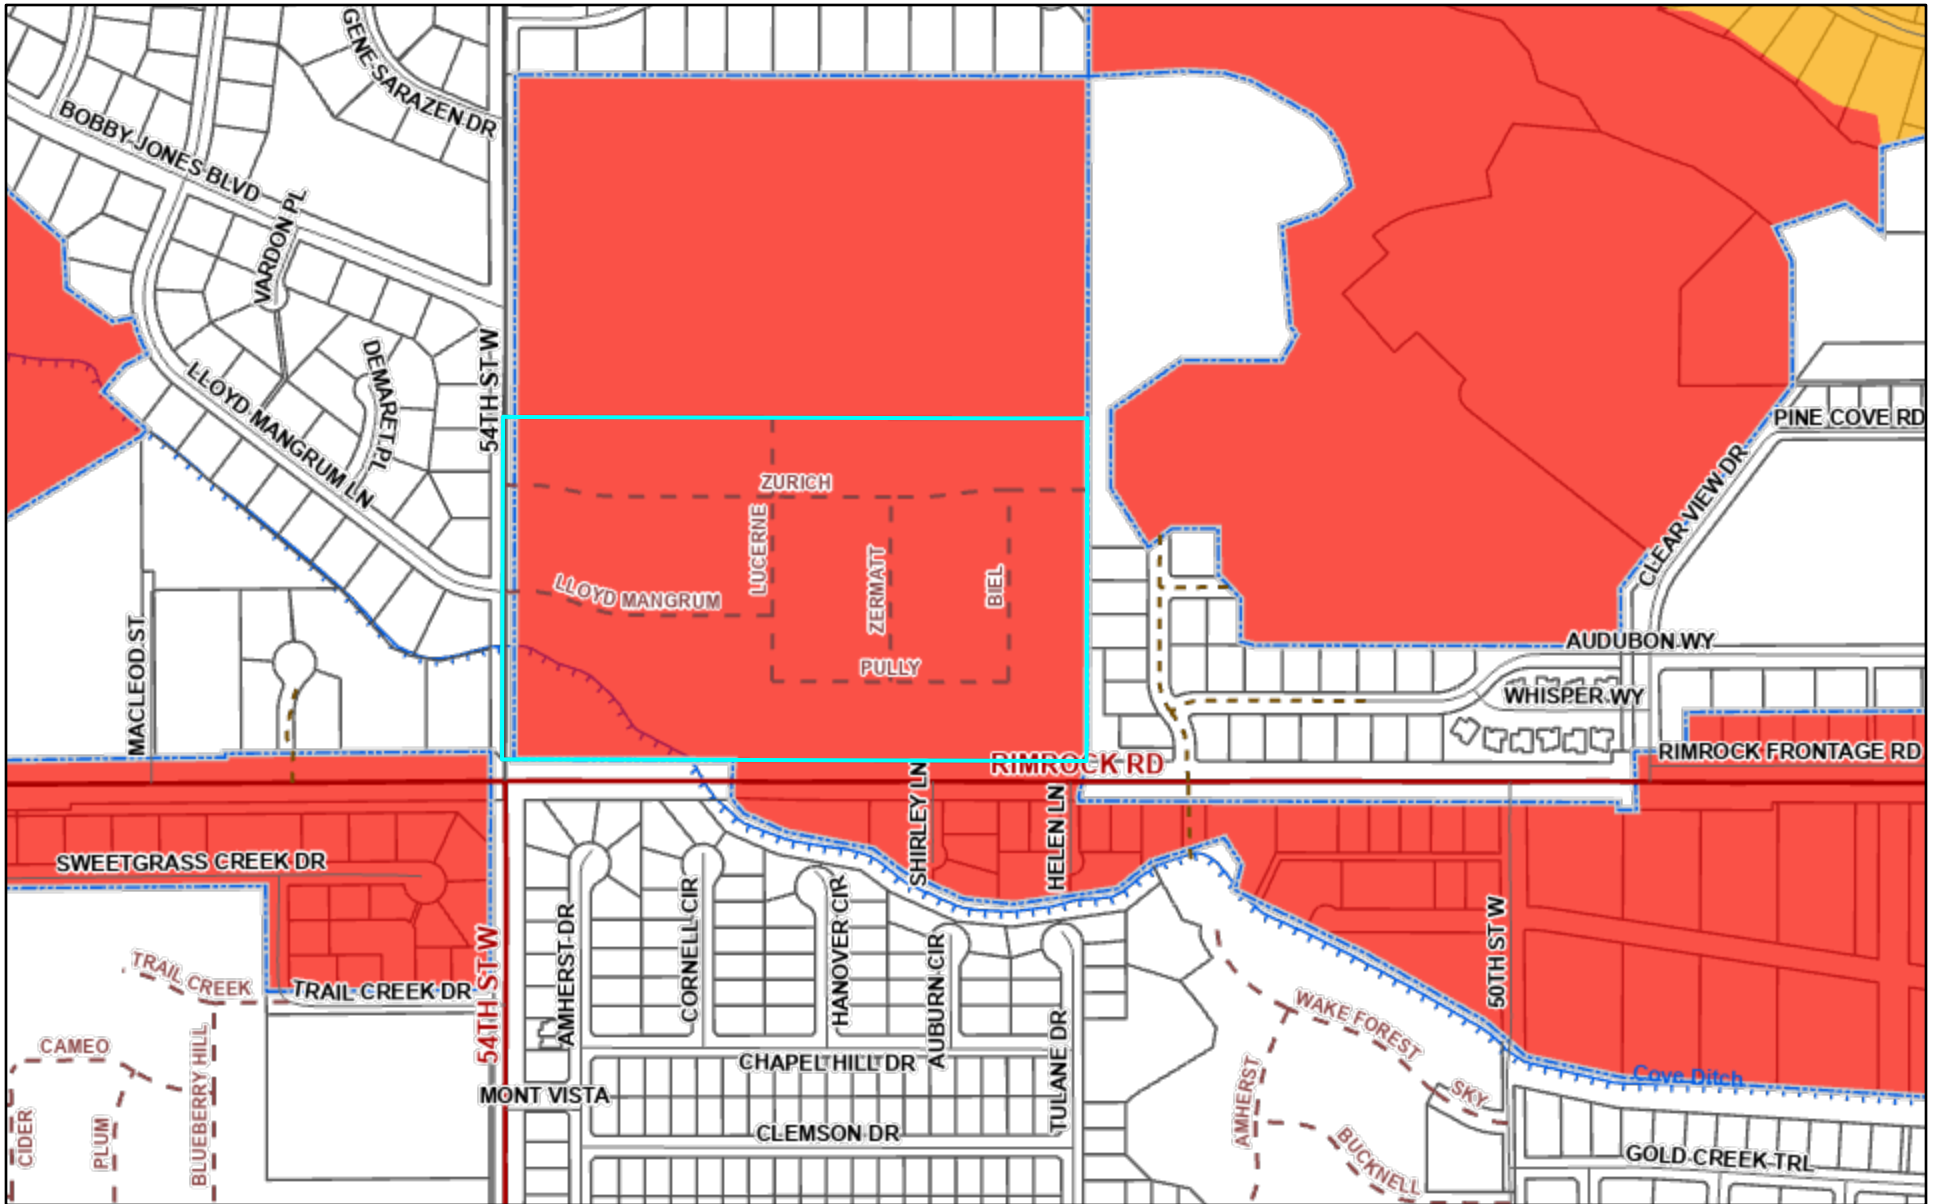 GENE SARAZEN DR
BOBBY JONES BLVD
VARDON PL
DEMARET PL
LLOYD MANGRUM LN
54TH ST W
PINE COVE RD
ZURICH
LUCERNE
ZERMATT
BIEL
LLOYD MANGRUM
PULLY
CLEAR VIEW DR
MACLEOD ST.
AUDUBON WY
WHISPER WY
RIMROCK FRONTAGE RD
RIMROCK RD
SHIRLEY LN
HELEN LN
SWEETGRASS CREEK DR
TRAIL CREEK
TRAIL CREEK DR
54TH ST W
AMHERST DR
CORNELL CIR
HANOVER CIR
AUBURN CIR
TULANE DR
50TH ST W
WAKE FOREST
CAMEO
BLUEBERRY HILL
CHAPEL HILL DR
Cove Ditch
MONT VISTA
AMHERST
SKY
CIDER
PLUM
CLEMSON DR
BUCKNELL
GOLD CREEK TRL